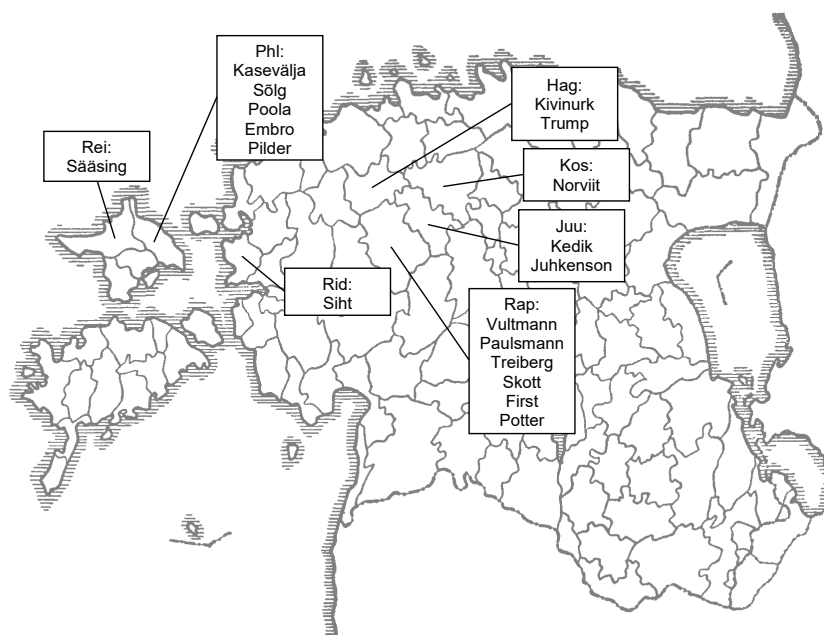 Phl:
Kasevälja
Sõlg
Poola
Embro
Pilder
Rei:
Sääsing
Hag:
Kivinurk
Trump
Kos:
Norviit
Juu:
Kedik
Juhkenson
Rid:
Siht
Rap:
Vultmann
Paulsmann
Treiberg
Skott
First
Potter